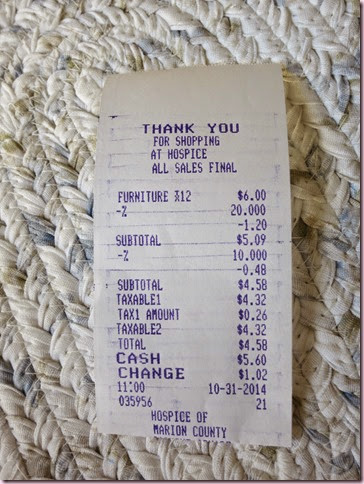 THANK YOU
FOR SHOPPING
AT HOSPICE
ALL SALES FINAL
FURNITURE %12 $6.00
-% 20.000
-1.20
SUBTOTAL $5.09
-% 10.000
-0.48
SUBTOTAL $4.58
TAXABLE1 $4.32
TAX1 AMOUNT $0.26
TAXABLE2 $4.32
TOTAL $4.58
CASH $5.60
CHANGE $1.02
11:00 10-31-2014
035956 21
HOSPICE OF
MARION COUNTY